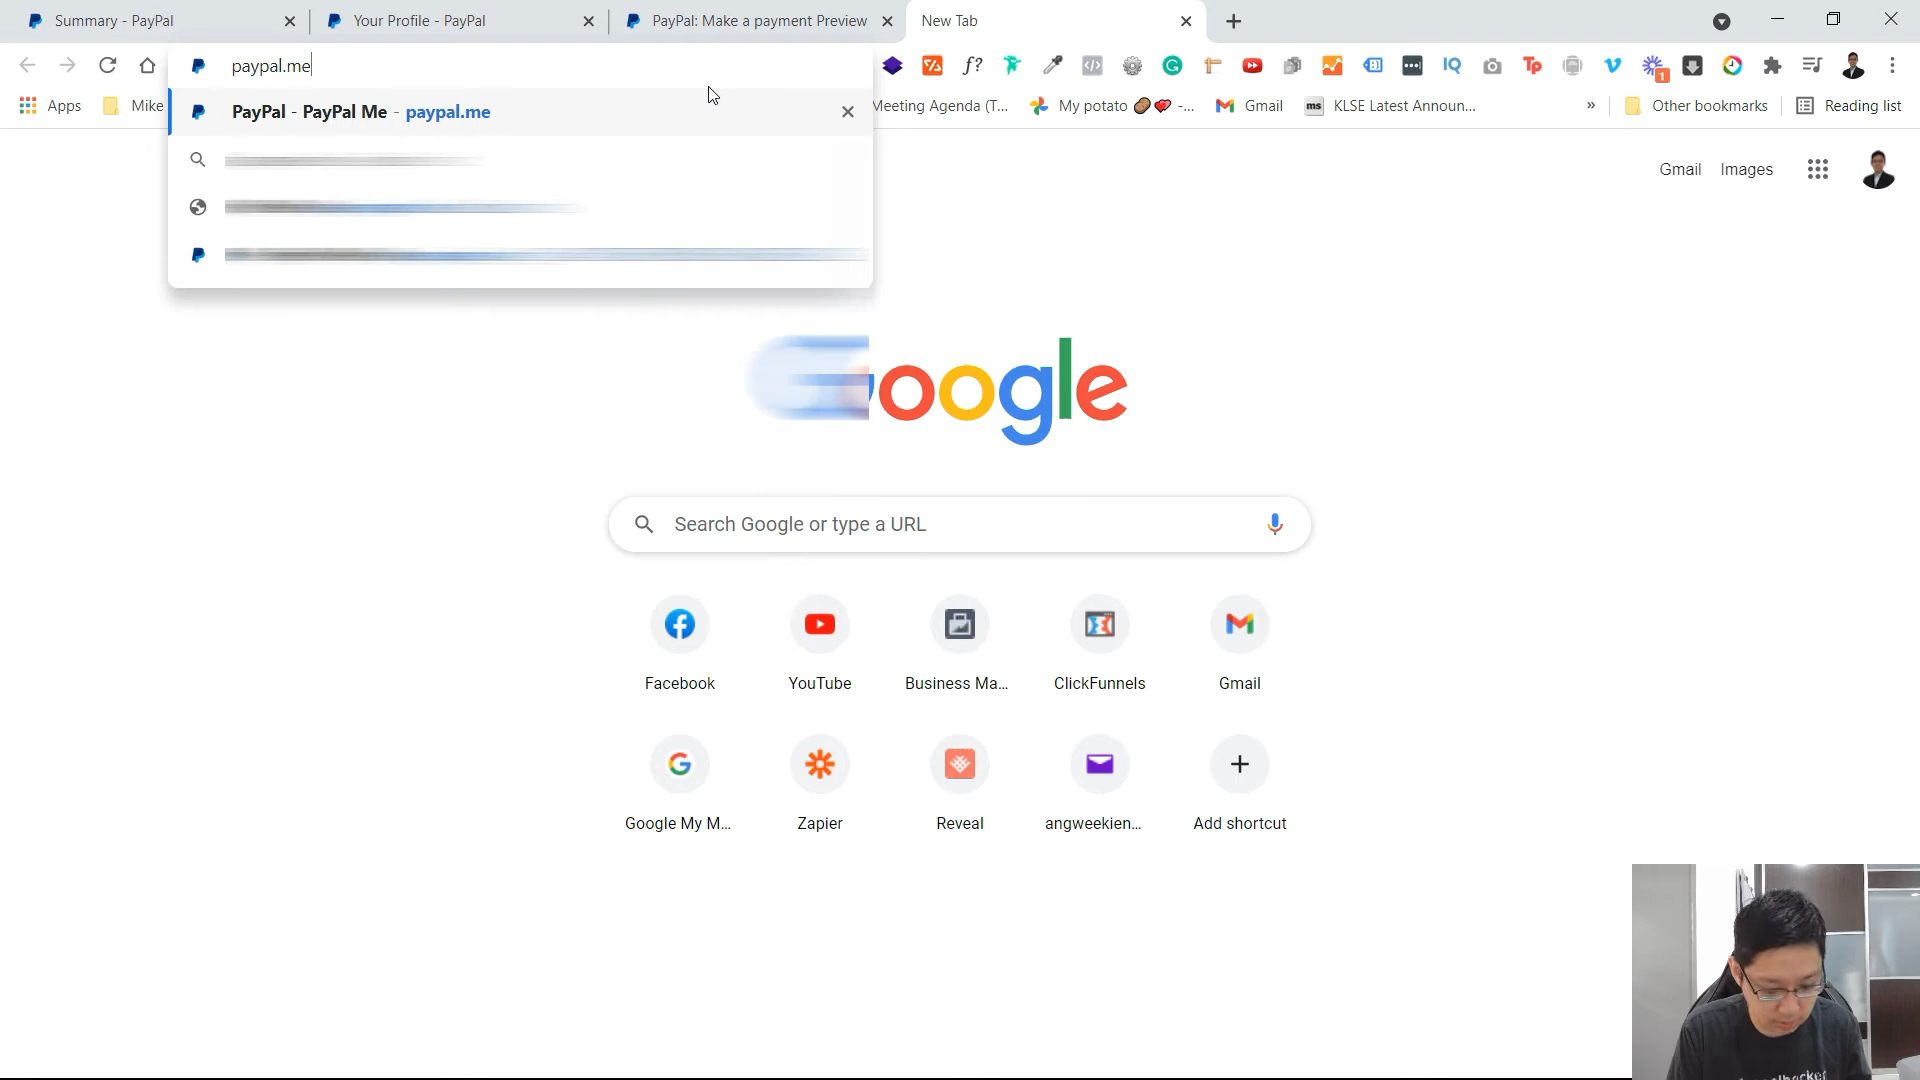 Summary - PayPal
Your Profile - PayPal
PayPal: Make a payment Preview
New Tab
paypal.me
Apps
Mike
Meeting Agenda (T...
My potato 🥔❤️ -...
Gmail
KLSE Latest Announ...
»
Other bookmarks
Reading list
PayPal - PayPal Me - paypal.me
Gmail
Images
oogle
Search Google or type a URL
Facebook
YouTube
Business Ma...
ClickFunnels
Gmail
Google My M...
Zapier
Reveal
angweekien...
Add shortcut